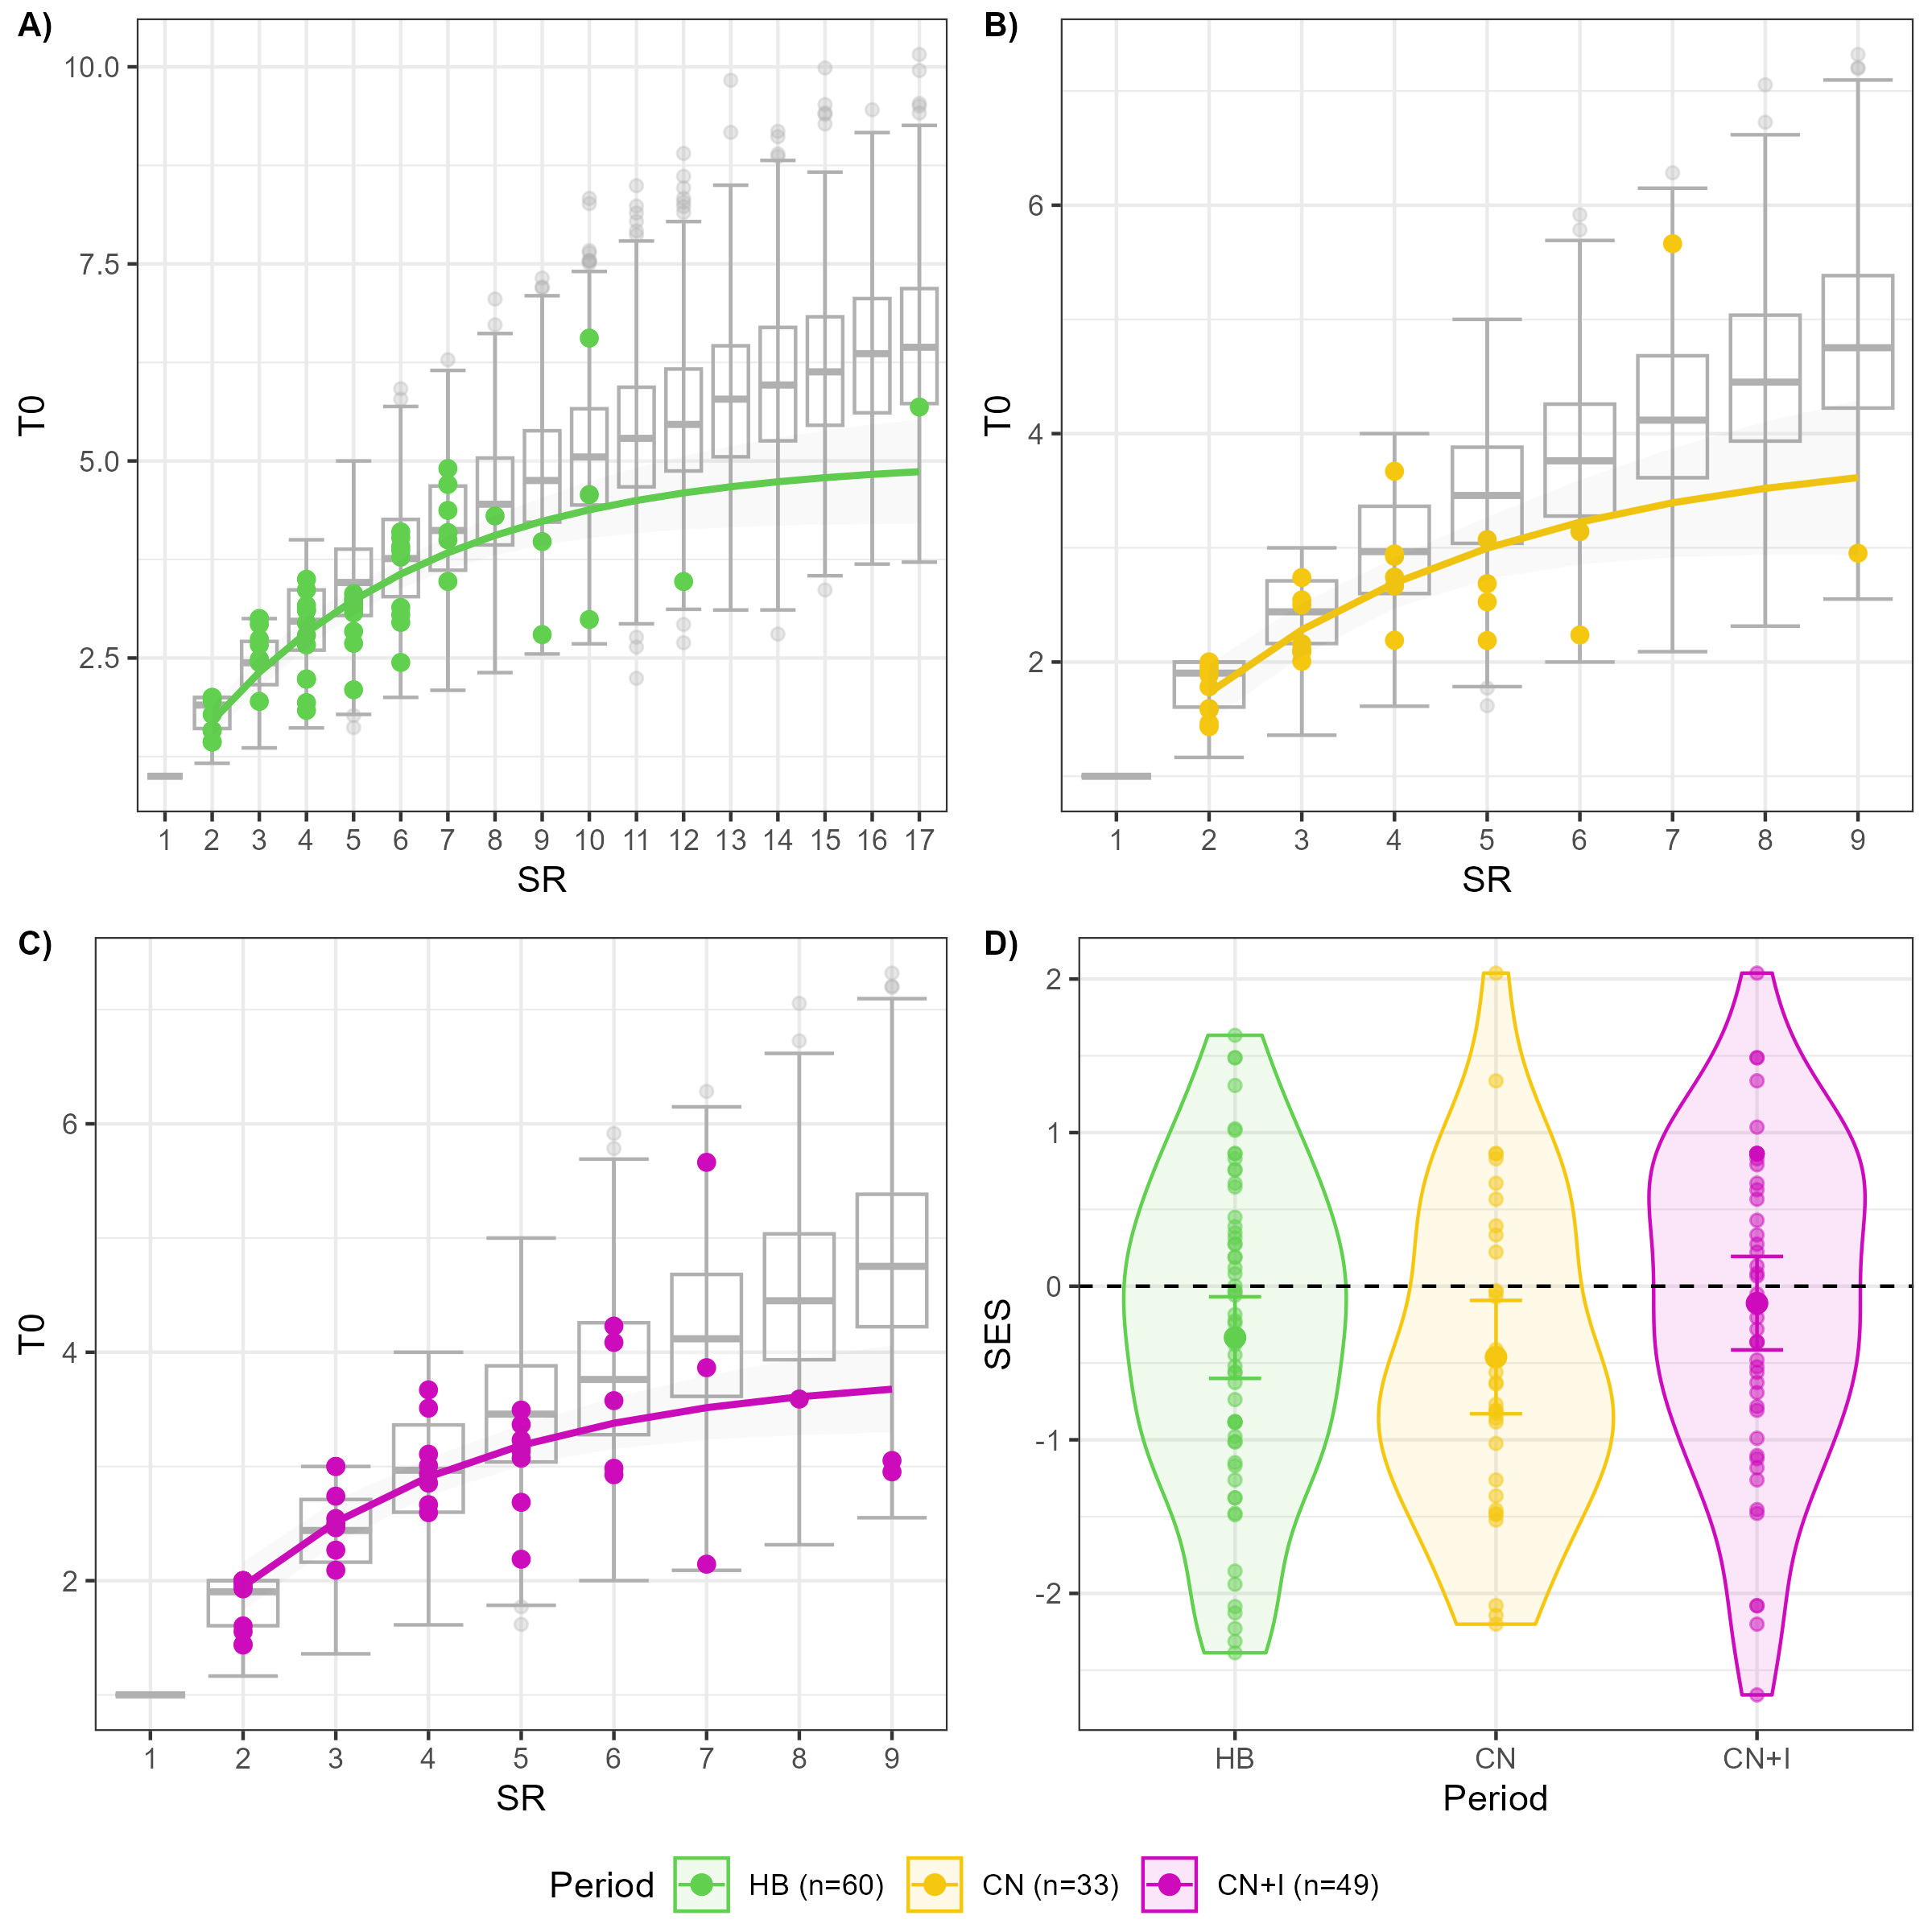 A)
10.0
7.5
5.0
2.5
T0
1 2 3 4 5 6 7 8 9 10 11 12 13 14 15 16 17
SR
B)
6
4
2
T0
1 2 3 4 5 6 7 8 9
SR
C)
6
4
2
T0
1 2 3 4 5 6 7 8 9
SR
D)
2
1
0
-1
-2
SES
HB CN CN+I
Period
Period HB (n=60) CN (n=33) CN+I (n=49)